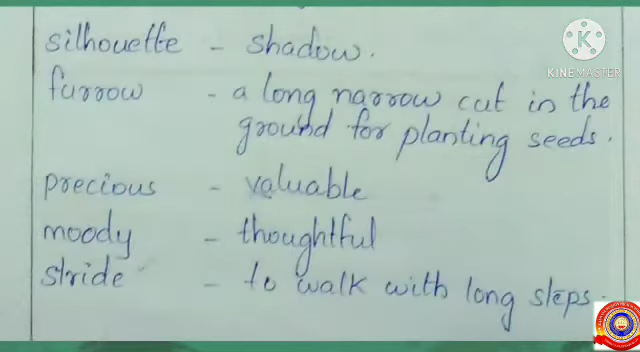 silhouette - shadow.
furrow - a long narrow cut in the
ground for planting seeds.
precious - valuable
moody - thoughtful
stride - to walk with long steps.
KINEMASTER